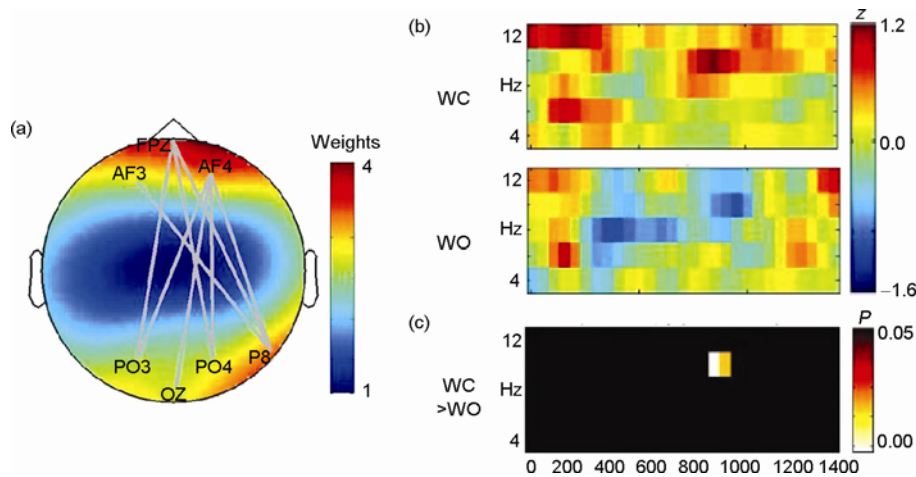 (a)
FPZ
AF3
AF4
PO3
OZ
PO4
P8
Weights
4
1
(b)
WC
12
Hz
4
WO
12
Hz
4
z
1.2
0.0
−1.6
(c)
WC
>WO
12
Hz
4
0 200 400 600 800 1000 1200 1400
P
0.05
0.00